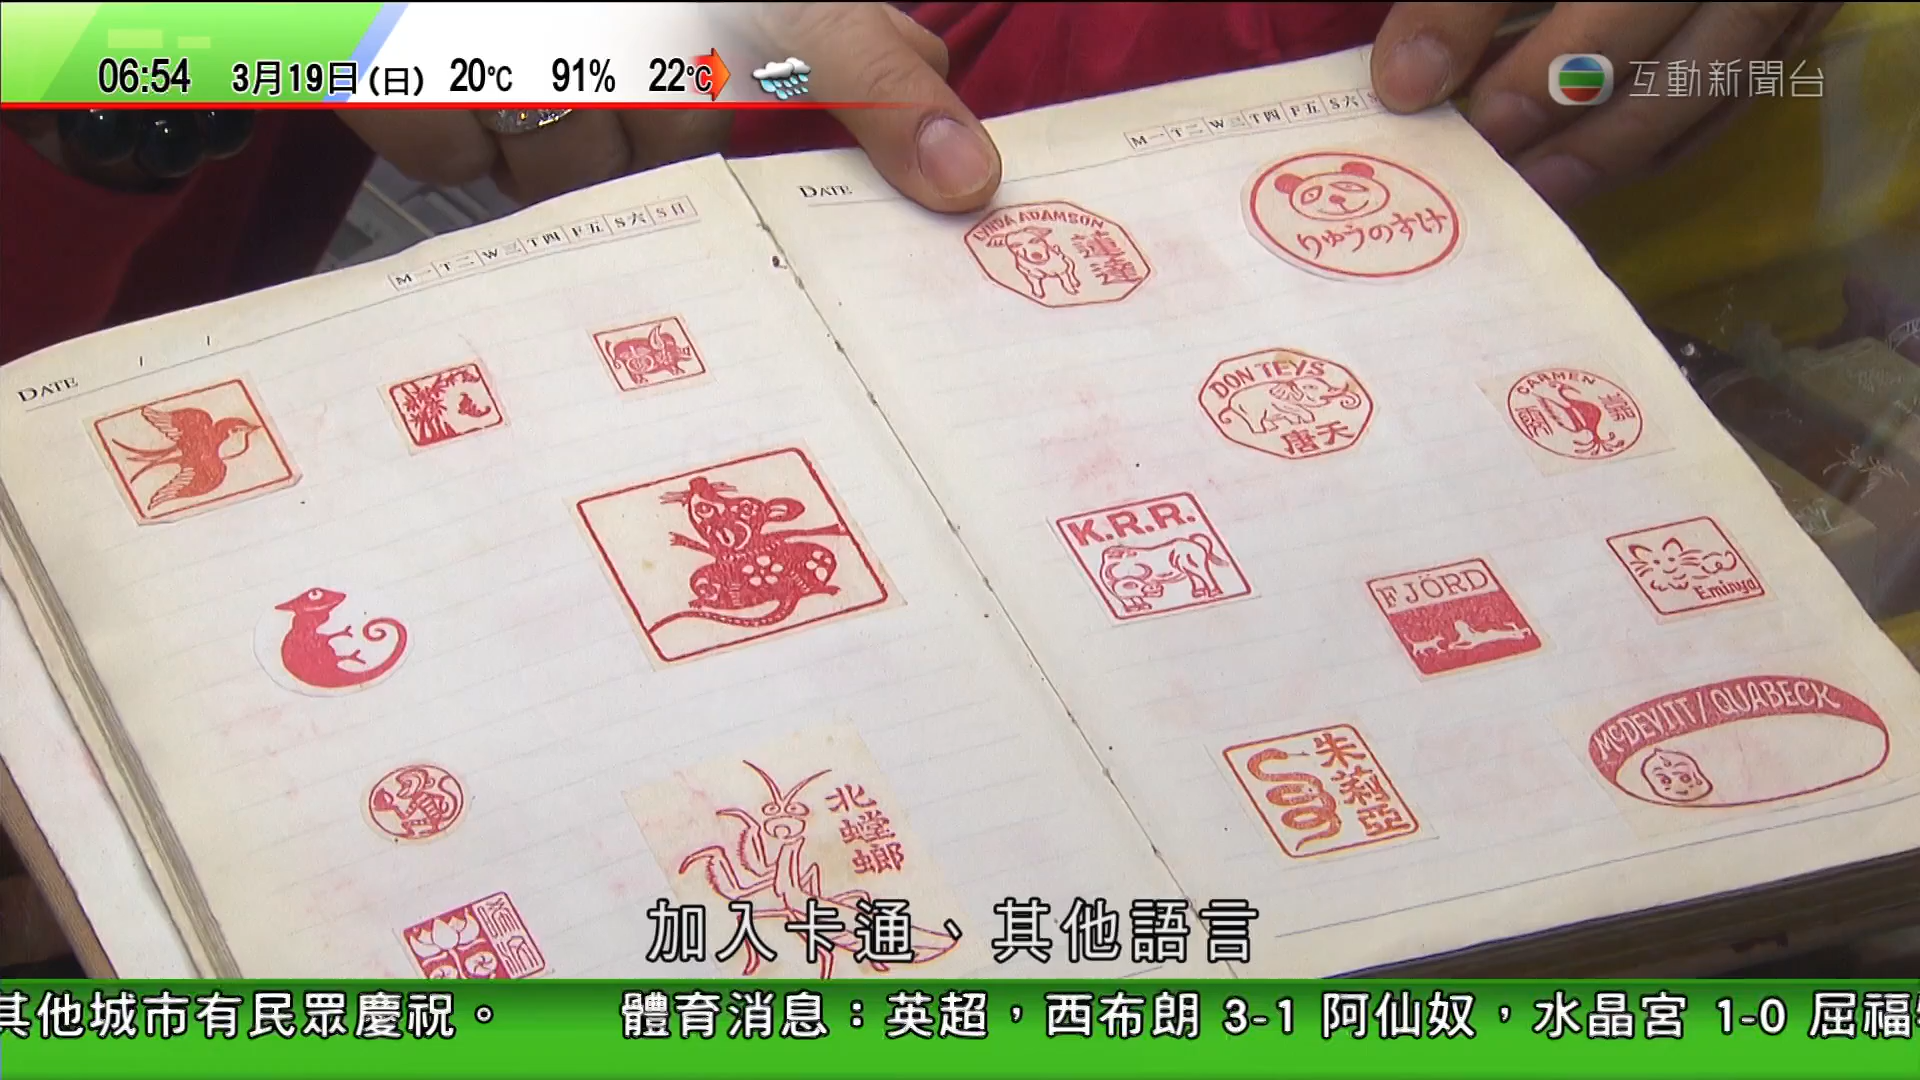 06:54 3月19日(日) 20℃ 91% 22℃
互動新聞台
DATE
M一 T二 W三 T四 F五 S六 S日
DATE
M一 T二 W三 T四 F五 S六
LYNDA ADAMSON
蓮達
りゅうのすけ
DON TEYS
唐天
CARMEN
嘉
K.R.R.
FJORD
Eminya
朱莉亞
McDEVITT/QUABECK
北螳螂
加入卡通、其他語言
其他城市有民眾慶祝。 體育消息:英超,西布朗 3-1 阿仙奴,水晶宮 1-0 屈福